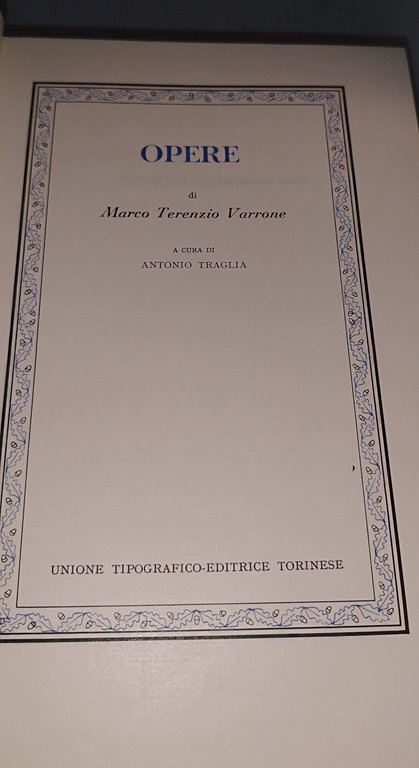 OPERE
di
Marco Terenzio Varrone
A CURA DI
ANTONIO TRAGLIA
UNIONE TIPOGRAFICO-EDITRICE TORINESE